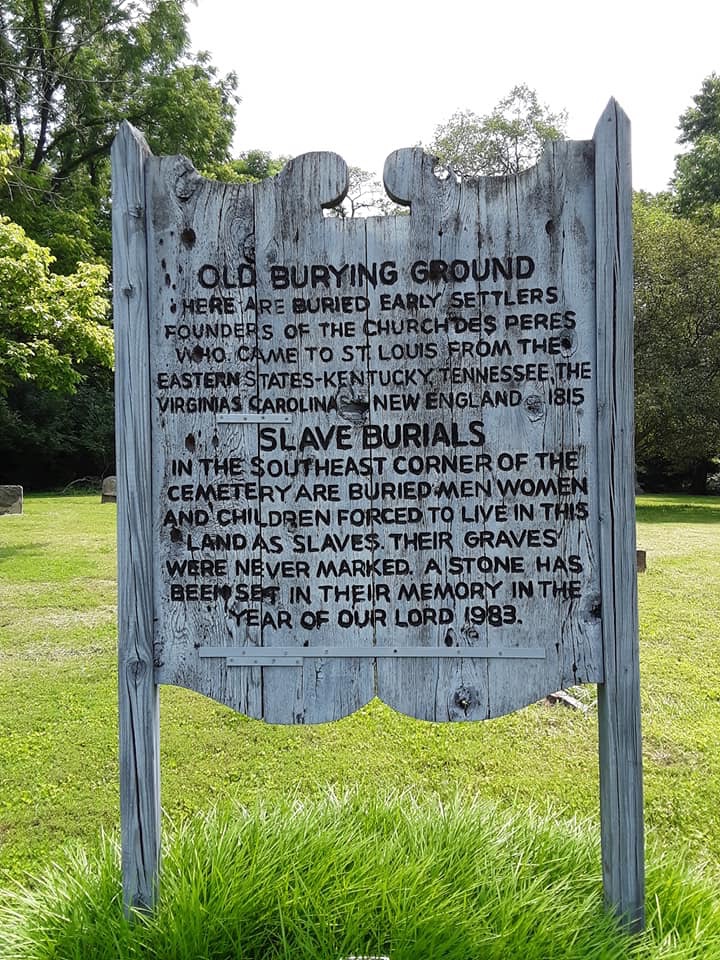 OLD BURYING GROUND
HERE ARE BURIED EARLY SETTLERS
FOUNDERS OF THE CHURCH DES PERES
WHO CAME TO ST. LOUIS FROM THE
EASTERN STATES-KENTUCKY, TENNESSEE, THE
VIRGINIAS CAROLINAS NEW ENGLAND 1815
SLAVE BURIALS
IN THE SOUTHEAST CORNER OF THE
CEMETERY ARE BURIED MEN WOMEN
AND CHILDREN FORCED TO LIVE IN THIS
LAND AS SLAVES. THEIR GRAVES
WERE NEVER MARKED. A STONE HAS
BEEN SET IN THEIR MEMORY IN THE
YEAR OF OUR LORD 1983.